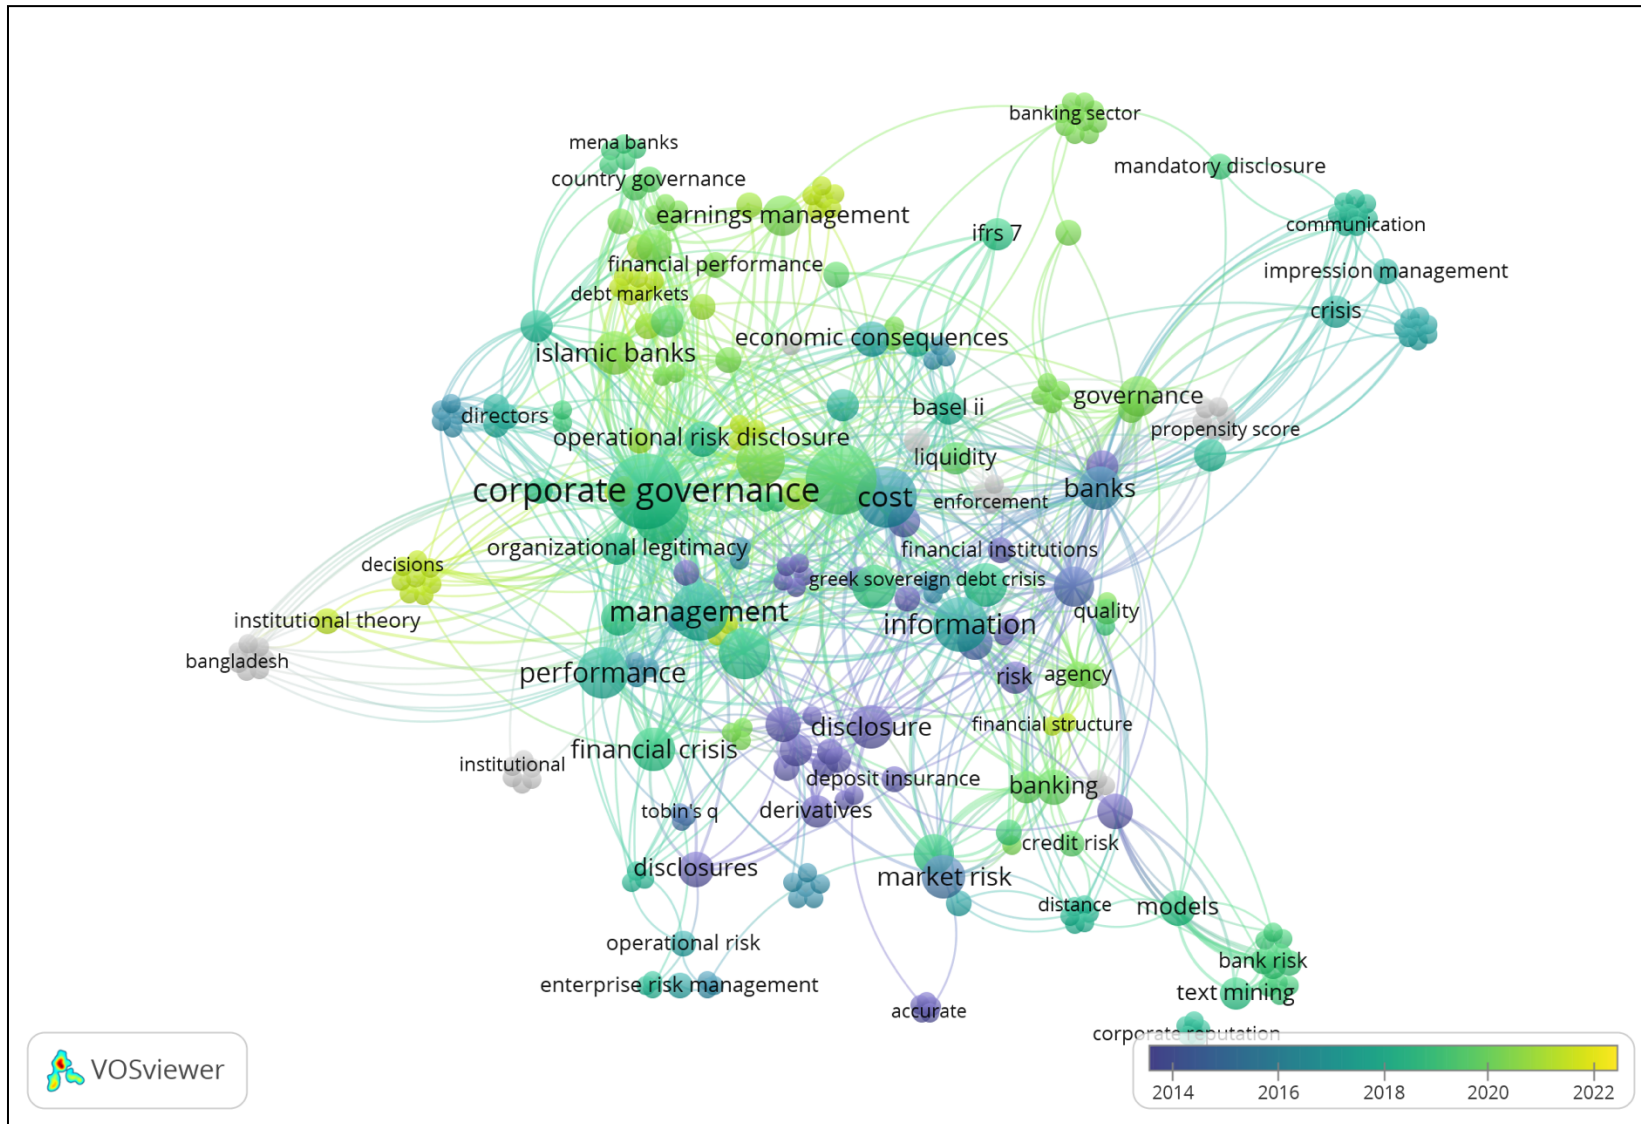 banking sector
mena banks
mandatory disclosure
country governance
earnings management
communication
ifrs 7
financial performance
impression management
debt markets
crisis
economic consequences
islamic banks
governance
basel ii
directors
propensity score
operational risk disclosure
liquidity
corporate governance
cost
banks
enforcement
organizational legitimacy
financial institutions
decisions
greek sovereign debt crisis
management
quality
institutional theory
information
bangladesh
performance
risk
agency
financial structure
disclosure
financial crisis
institutional
deposit insurance
banking
tobin's q
derivatives
credit risk
disclosures
market risk
distance
models
operational risk
bank risk
enterprise risk management
text mining
accurate
corporate reputation
VOSviewer
2014
2016
2018
2020
2022